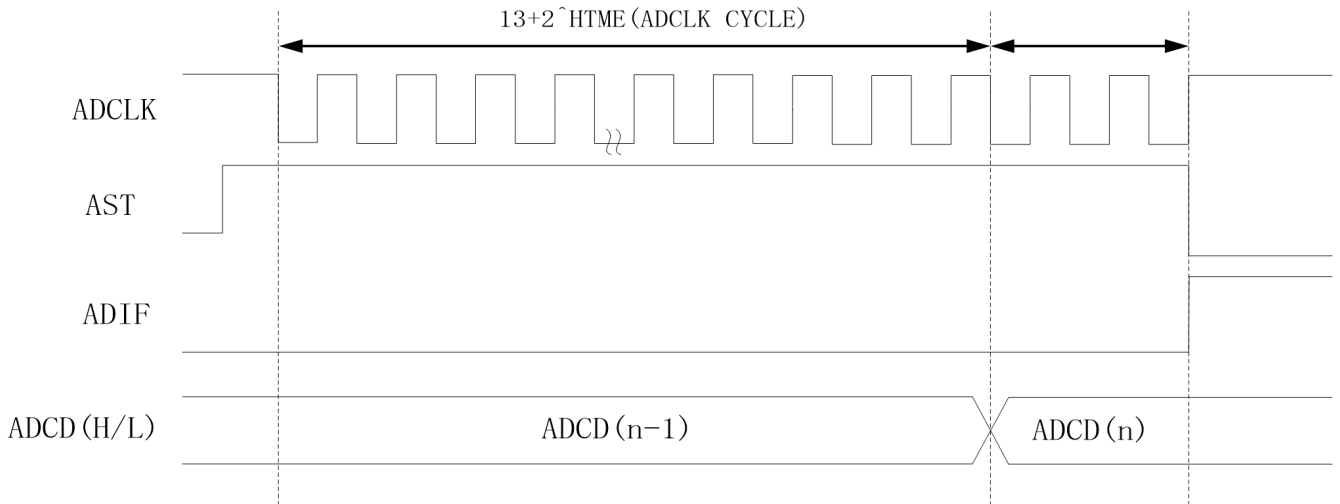 13+2^HTME(ADCLK CYCLE)
ADCLK
AST
ADIF
ADCD(H/L)
ADCD(n-1)
ADCD(n)